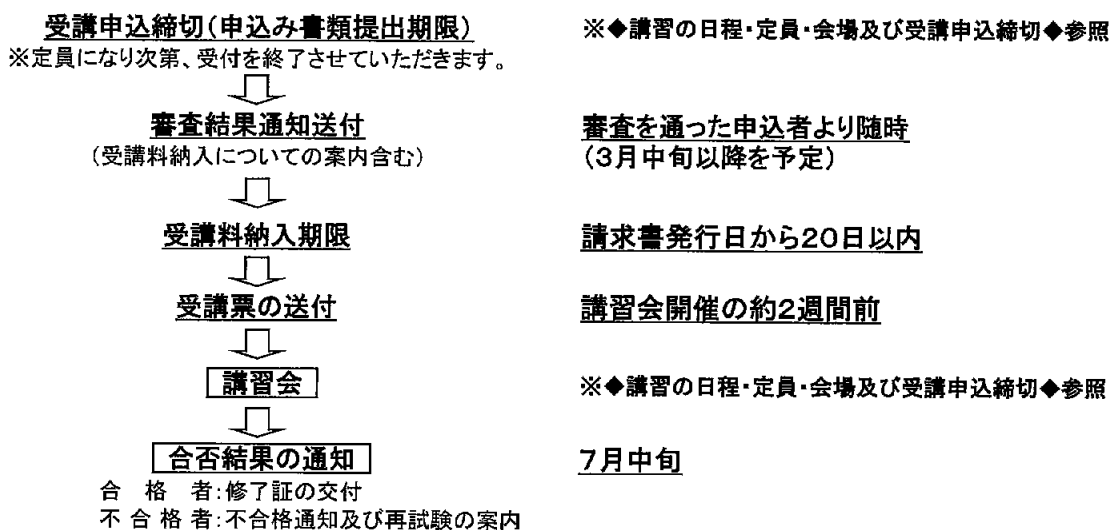 受講申込締切(申込み書類提出期限) ※◆講習の日程・定員・会場及び受講申込締切◆参照
※定員になり次第、受付を終了させていただきます。
審査結果通知送付 審査を通った申込者より随時
(受講料納入についての案内含む) (3月中旬以降を予定)
受講料納入期限 請求書発行日から20日以内
受講票の送付 講習会開催の約2週間前
講習会 ※◆講習の日程・定員・会場及び受講申込締切◆参照
合否結果の通知 7月中旬
合格者:修了証の交付
不合格者:不合格通知及び再試験の案内